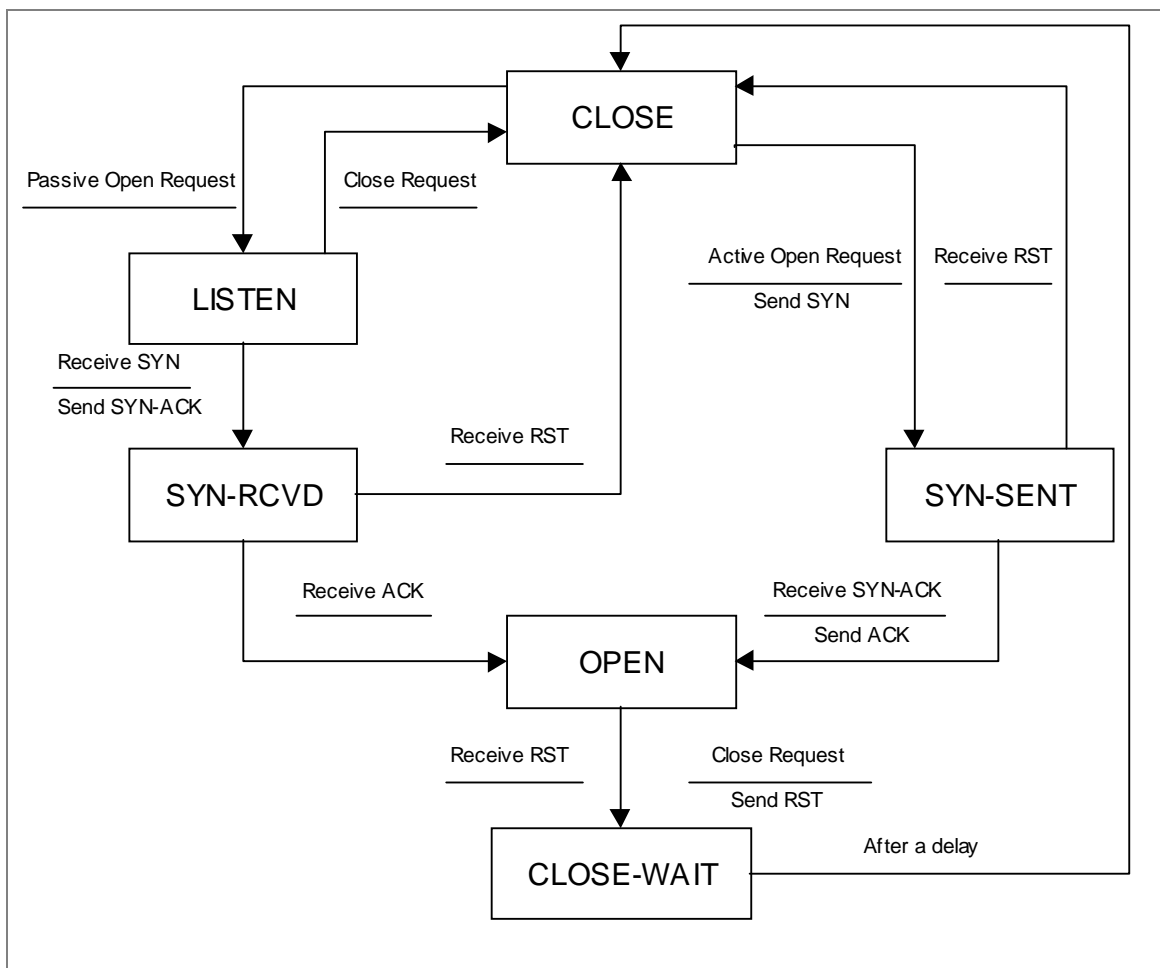 CLOSE
Passive Open Request
Close Request
Active Open Request
Send SYN
Receive RST
LISTEN
Receive SYN
Send SYN-ACK
Receive RST
SYN-RCVD
SYN-SENT
Receive ACK
Receive SYN-ACK
Send ACK
OPEN
Receive RST
Close Request
Send RST
After a delay
CLOSE-WAIT